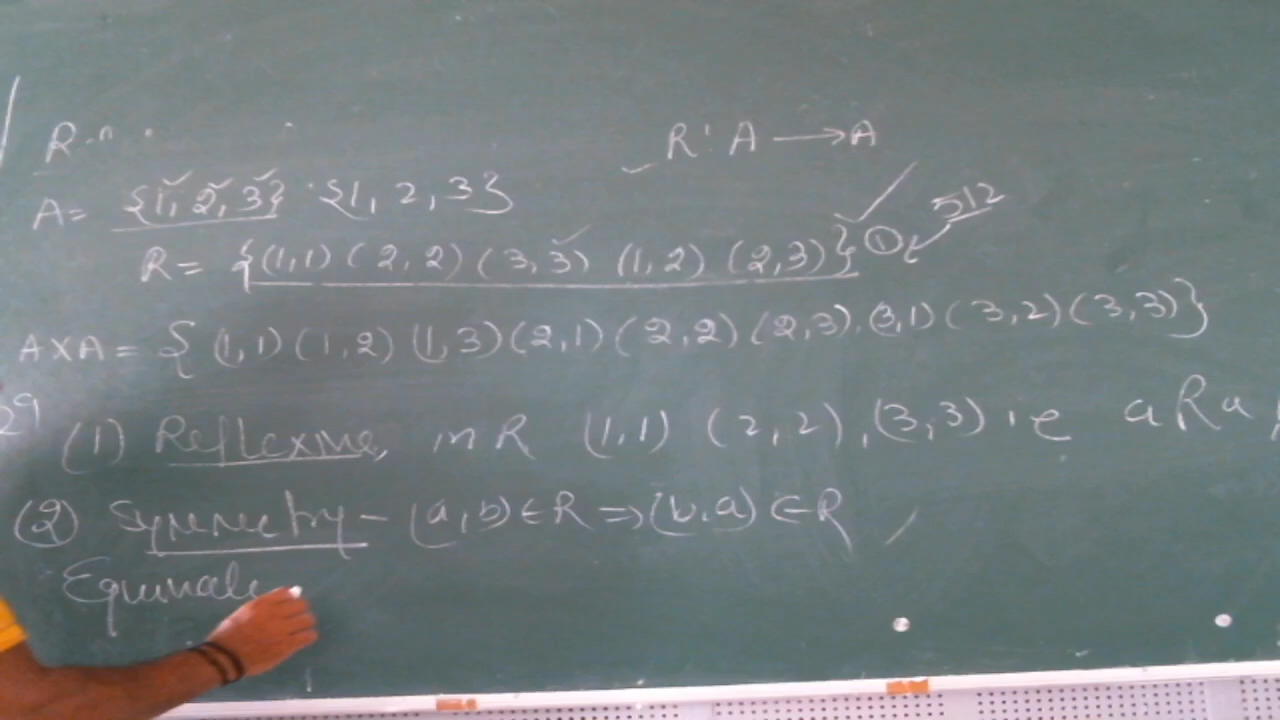 R
R : A ⟶ A
A = {1, 2, 3} {1, 2, 3}
R = {(1,1) (2,2) (3,3) (1,2) (2,3)} ① 512
A×A = { (1,1) (1,2) (1,3) (2,1) (2,2) (2,3), (3,1) (3,2) (3,3)}
29
(1) Reflexive, in R (1,1) (2,2), (3,3) i e a R a,
(2) Symmetry - (a,b) ∈ R ⇒ (b,a) ∈ R